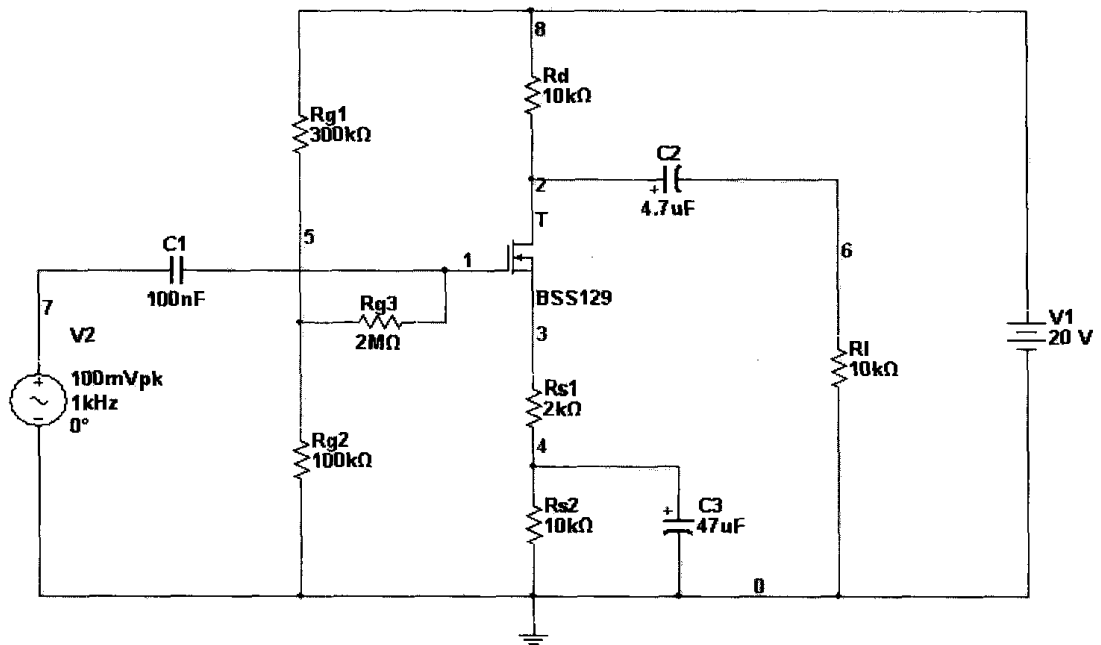 8
Rd
10kΩ
Rg1
300kΩ
C2
+
4.7uF
2
T
5
6
C1
100nF
1
Rg3
2MΩ
BSS129
7
V2
3
V1
20 V
Rl
10kΩ
+
100mVpk
1kHz
0°
Rs1
2kΩ
4
Rg2
100kΩ
Rs2
10kΩ
+
C3
47uF
0